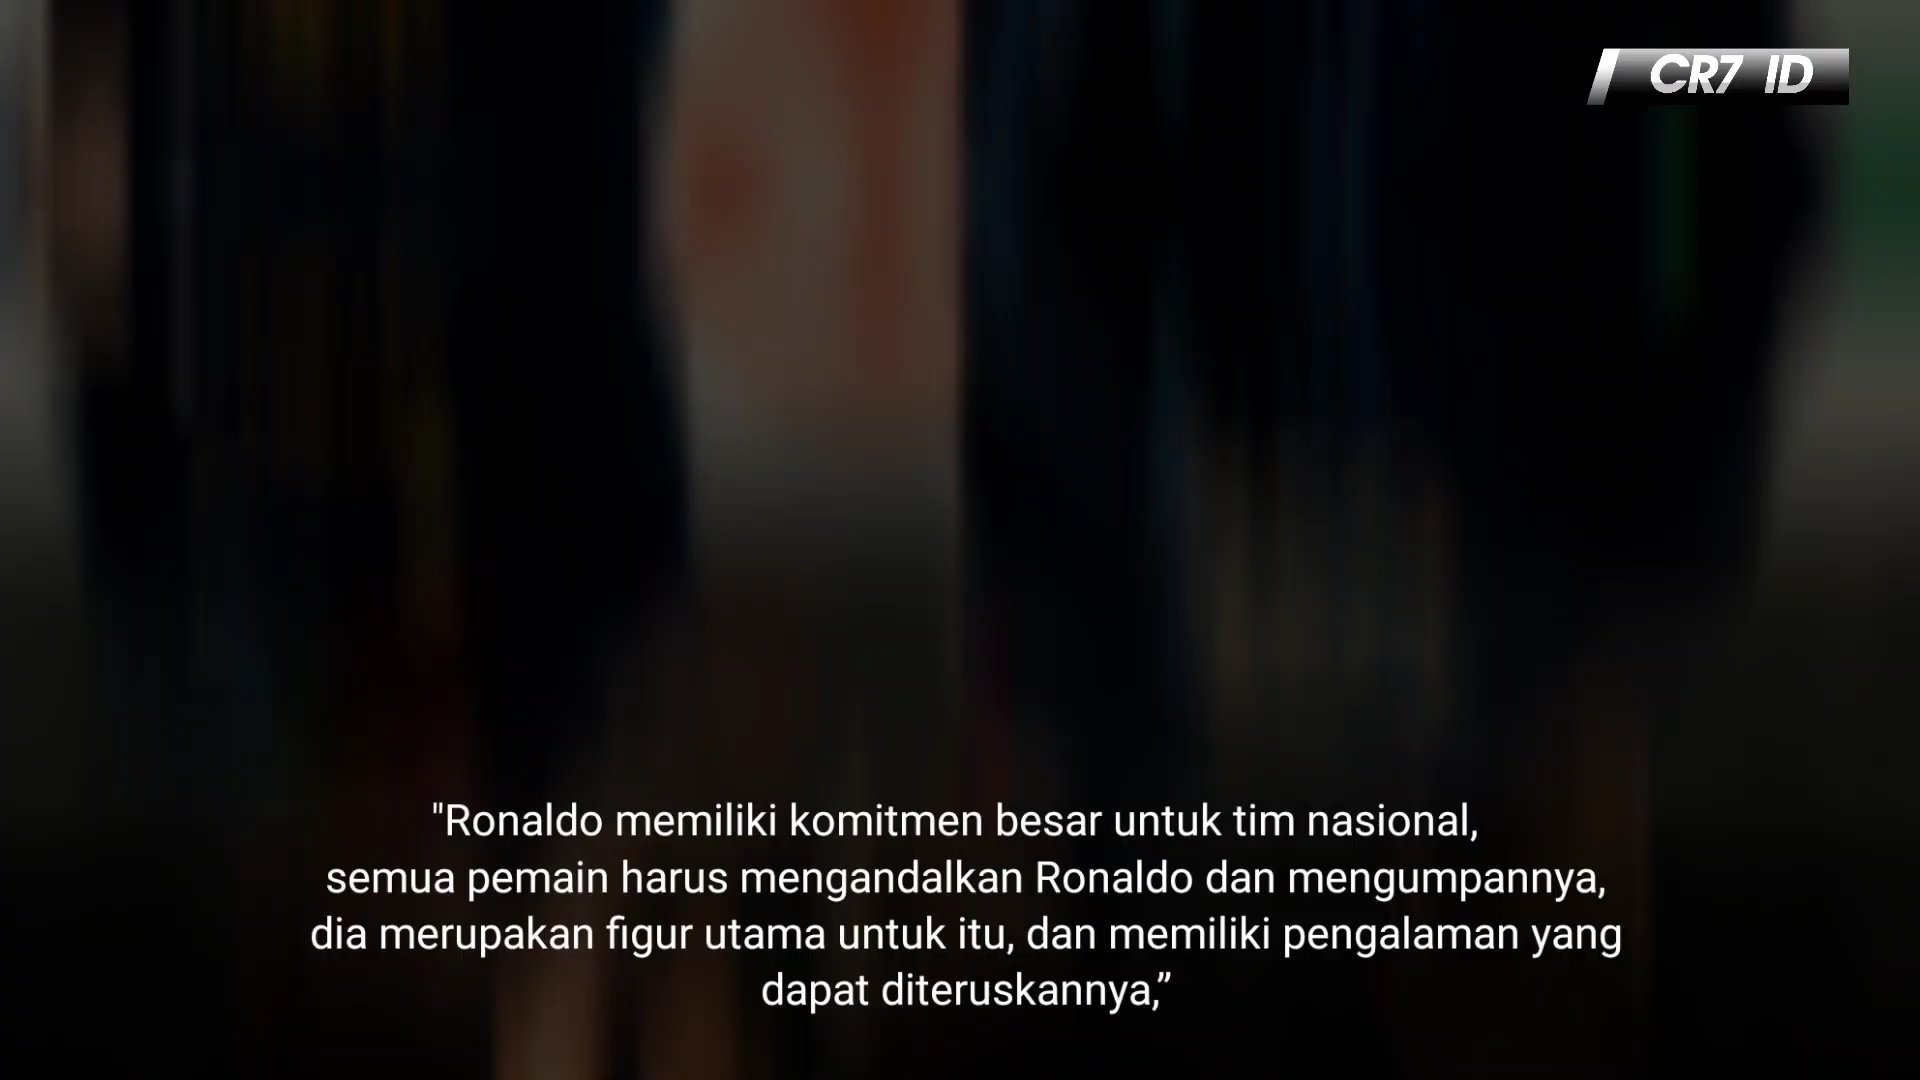 CR7 ID
"Ronaldo memiliki komitmen besar untuk tim nasional,
semua pemain harus mengandalkan Ronaldo dan mengumpannya,
dia merupakan figur utama untuk itu, dan memiliki pengalaman yang
dapat diteruskannya,”